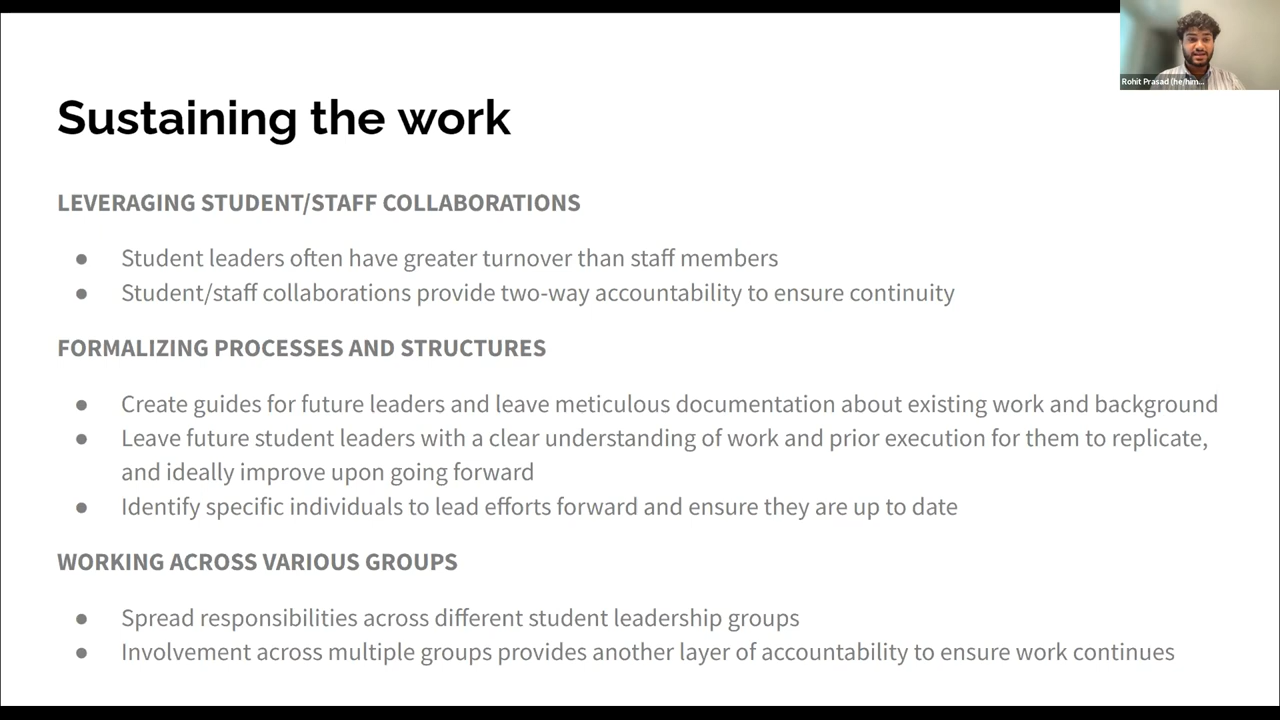 Rohit Prasad (he/him...
Sustaining the work
LEVERAGING STUDENT/STAFF COLLABORATIONS
● Student leaders often have greater turnover than staff members
● Student/staff collaborations provide two-way accountability to ensure continuity
FORMALIZING PROCESSES AND STRUCTURES
● Create guides for future leaders and leave meticulous documentation about existing work and background
● Leave future student leaders with a clear understanding of work and prior execution for them to replicate,
and ideally improve upon going forward
● Identify specific individuals to lead efforts forward and ensure they are up to date
WORKING ACROSS VARIOUS GROUPS
● Spread responsibilities across different student leadership groups
● Involvement across multiple groups provides another layer of accountability to ensure work continues